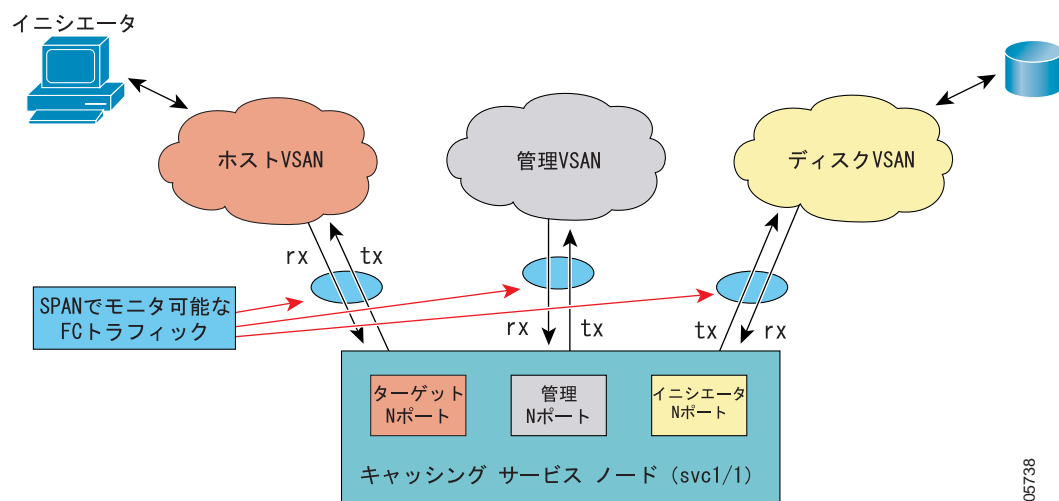 イニシエータ
ホストVSAN
管理VSAN
ディスクVSAN
rx
tx
SPANでモニタ可能な
FCトラフィック
rx
tx
tx
rx
ターゲット
Nポート
管理
Nポート
イニシエータ
Nポート
キャッシング サービス ノード (svc1/1)
05738